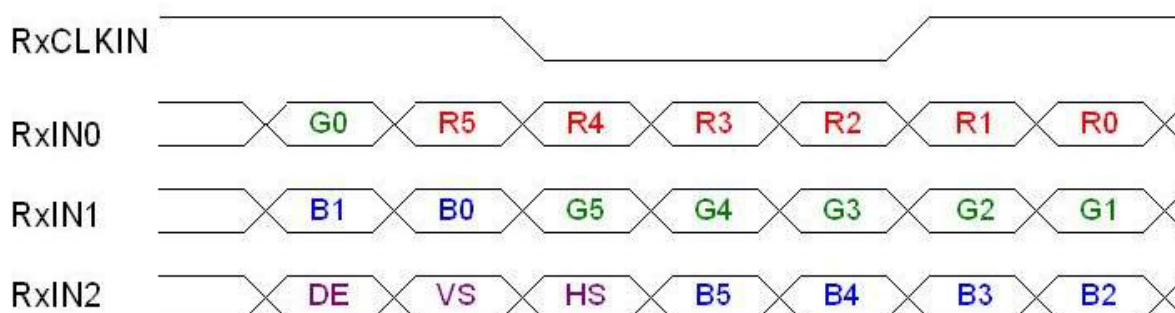 RxCLKIN
RxIN0 G0 R5 R4 R3 R2 R1 R0
RxIN1 B1 B0 G5 G4 G3 G2 G1
RxIN2 DE VS HS B5 B4 B3 B2